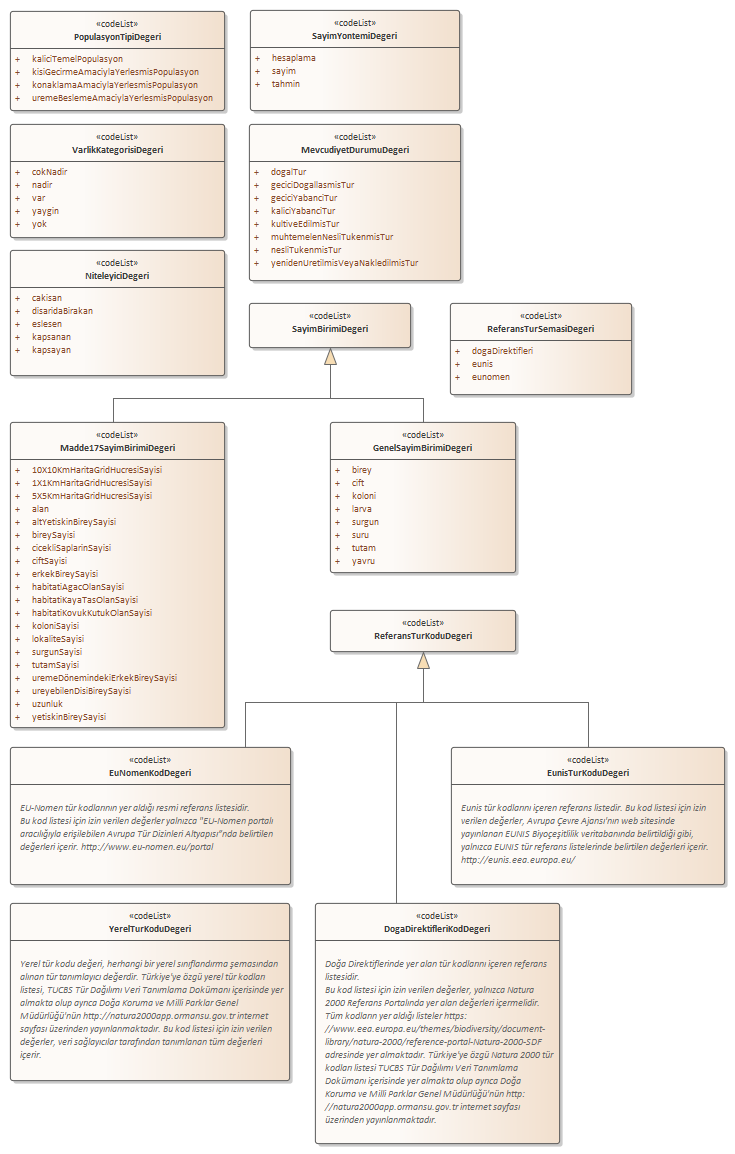 «codeList»
PopulasyonTipiDegeri
+ kaliciTemelPopulasyon
+ kisiGecirmeAmaciylaYerlesmisPopulasyon
+ konaklamaAmaciylaYerlesmisPopulasyon
+ uremeBeslemeAmaciylaYerlesmisPopulasyon
«codeList»
SayimYontemiDegeri
+ hesaplama
+ sayim
+ tahmin
«codeList»
VarlikKategorisiDegeri
+ cokNadir
+ nadir
+ var
+ yaygin
+ yok
«codeList»
MevcudiyetDurumuDegeri
+ dogalTur
+ geciciDogallasmisTur
+ geciciYabanciTur
+ kaliciYabanciTur
+ kultiveEdilmisTur
+ muhtemelenNesliTukenmisTur
+ nesliTukenmisTur
+ yenidenUretilmisVeyaNakledilmisTur
«codeList»
NiteleyiciDegeri
+ cakisan
+ disaridaBirakan
+ eslesen
+ kapsanan
+ kapsayan
«codeList»
SayimBirimiDegeri
«codeList»
ReferansTurSemasiDegeri
+ dogaDirektifleri
+ eunis
+ eunomen
«codeList»
Madde17SayimBirimiDegeri
+ 10X10KmHaritaGridHucresiSayisi
+ 1X1KmHaritaGridHucresiSayisi
+ 5X5KmHaritaGridHucresiSayisi
+ alan
+ altYetiskinBireySayisi
+ bireySayisi
+ cicekliSaplarinSayisi
+ ciftSayisi
+ erkekBireySayisi
+ habitatiAgacOlanSayisi
+ habitatiKayaTasOlanSayisi
+ habitatiKovukKutukOlanSayisi
+ koloniSayisi
+ lokaliteSayisi
+ surgunSayisi
+ tutamSayisi
+ uremeDönemindekiErkekBireySayisi
+ ureyebilenDisiBireySayisi
+ uzunluk
+ yetiskinBireySayisi
«codeList»
GenelSayimBirimiDegeri
+ birey
+ cift
+ koloni
+ larva
+ surgun
+ suru
+ tutam
+ yavru
«codeList»
ReferansTurKoduDegeri
«codeList»
EuNomenKodDegeri
EU-Nomen tür kodlarının yer aldığı resmi referans listesidir.
Bu kod listesi için izin verilen değerler yalnızca "EU-Nomen portalı
aracılığıyla erişilebilen Avrupa Tür Dizinleri Altyapısı"nda belirtilen
değerleri içerir. http://www.eu-nomen.eu/portal
«codeList»
EunisTurKoduDegeri
Eunis tür kodlarını içeren referans listedir. Bu kod listesi için izin
verilen değerler, Avrupa Çevre Ajansı'nın web sitesinde
yayınlanan EUNIS Biyoçeşitlilik veritabanında belirtildiği gibi,
yalnızca EUNIS tür referans listelerinde belirtilen değerleri içerir.
http://eunis.eea.europa.eu/
«codeList»
YerelTurKoduDegeri
Yerel tür kodu değeri, herhangi bir yerel sınıflandırma şemasından
alınan tür tanımlayıcı değerdir. Türkiye'ye özgü yerel tür kodları
listesi, TUCBS Tür Dağılımı Veri Tanımlama Dokümanı içerisinde yer
almakta olup ayrıca Doğa Koruma ve Milli Parklar Genel
Müdürlüğü'nün http://natura2000app.ormansu.gov.tr internet
sayfası üzerinden yayınlanmaktadır. Bu kod listesi için izin verilen
değerler, veri sağlayıcılar tarafından tanımlanan tüm değerleri
içerir.
«codeList»
DogaDirektifleriKodDegeri
Doğa Direktiflerinde yer alan tür kodlarını içeren referans
listesidir.
Bu kod listesi için izin verilen değerler, yalnızca Natura
2000 Referans Portalında yer alan değerleri içermelidir.
Tüm kodların yer aldığı listeler https:
//www.eea.europa.eu/themes/biodiversity/document-
library/natura-2000/reference-portal-Natura-2000-SDF
adresinde yer almaktadır. Türkiye'ye özgü Natura 2000 tür
kodları listesi TUCBS Tür Dağılımı Veri Tanımlama
Dokümanı içerisinde yer almakta olup ayrıca Doğa
Koruma ve Milli Parklar Genel Müdürlüğü'nün http:
//natura2000app.ormansu.gov.tr internet sayfası
üzerinden yayınlanmaktadır.